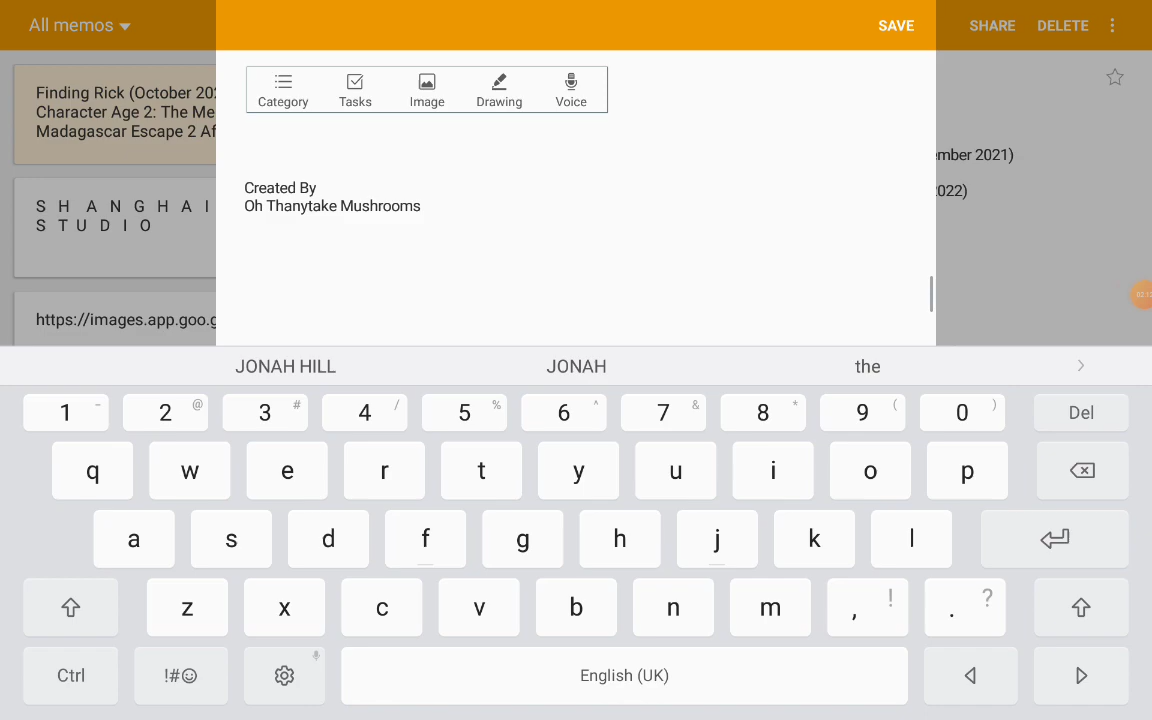 All memos
SAVE
SHARE
DELETE
Finding Rick (October 202
Character Age 2: The Me
Madagascar Escape 2 Af
S H A N G H A I
S T U D I O
https://images.app.goo.g
Category
Tasks
Image
Drawing
Voice
Created By
Oh Thanytake Mushrooms
mber 2021)
2022)
JONAH HILL
JONAH
the
1 -
2 @
3 #
4 /
5 %
6 ^
7 &
8 *
9 (
0 )
Del
q w e r t y u i o p
a s d f g h j k l
z x c v b n m , ! . ?
Ctrl
!#☺
English (UK)